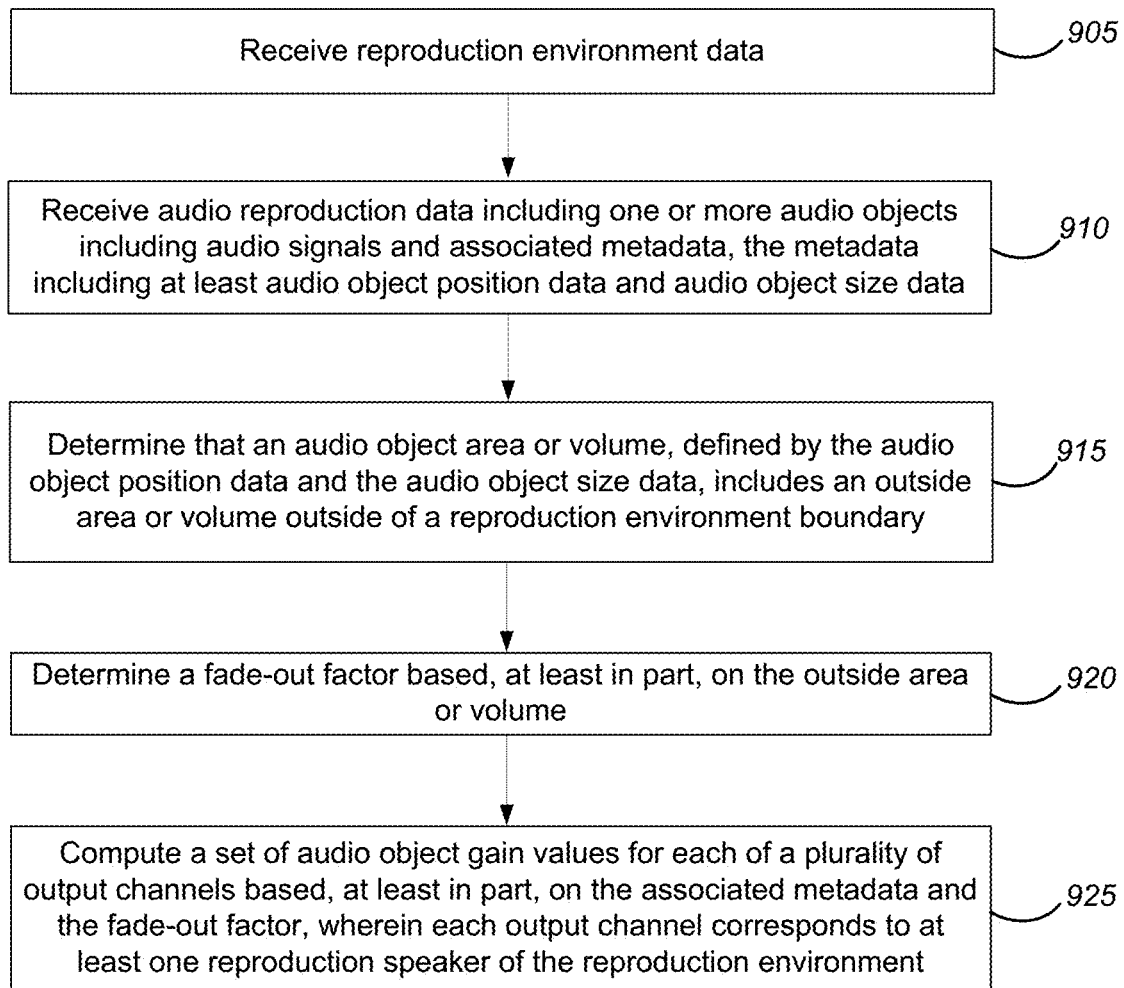 Receive reproduction environment data
905
Receive audio reproduction data including one or more audio objects
including audio signals and associated metadata, the metadata
including at least audio object position data and audio object size data
910
Determine that an audio object area or volume, defined by the audio
object position data and the audio object size data, includes an outside
area or volume outside of a reproduction environment boundary
915
Determine a fade-out factor based, at least in part, on the outside area
or volume
920
Compute a set of audio object gain values for each of a plurality of
output channels based, at least in part, on the associated metadata and
the fade-out factor, wherein each output channel corresponds to at
least one reproduction speaker of the reproduction environment
925